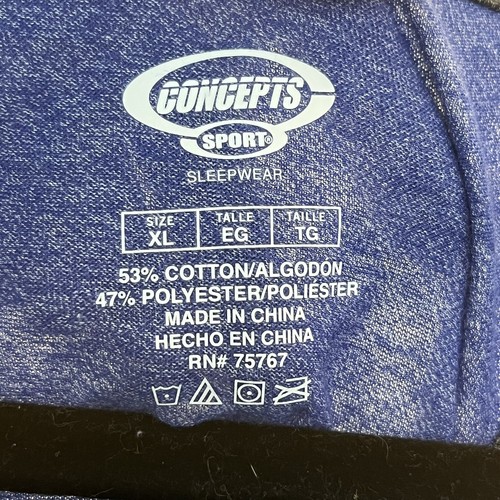 CONCEPTS
SPORT®
SLEEPWEAR
SIZE TALLE TAILLE
XL EG TG
53% COTTON/ALGODÓN
47% POLYESTER/POLIÉSTER
MADE IN CHINA
HECHO EN CHINA
RN# 75767